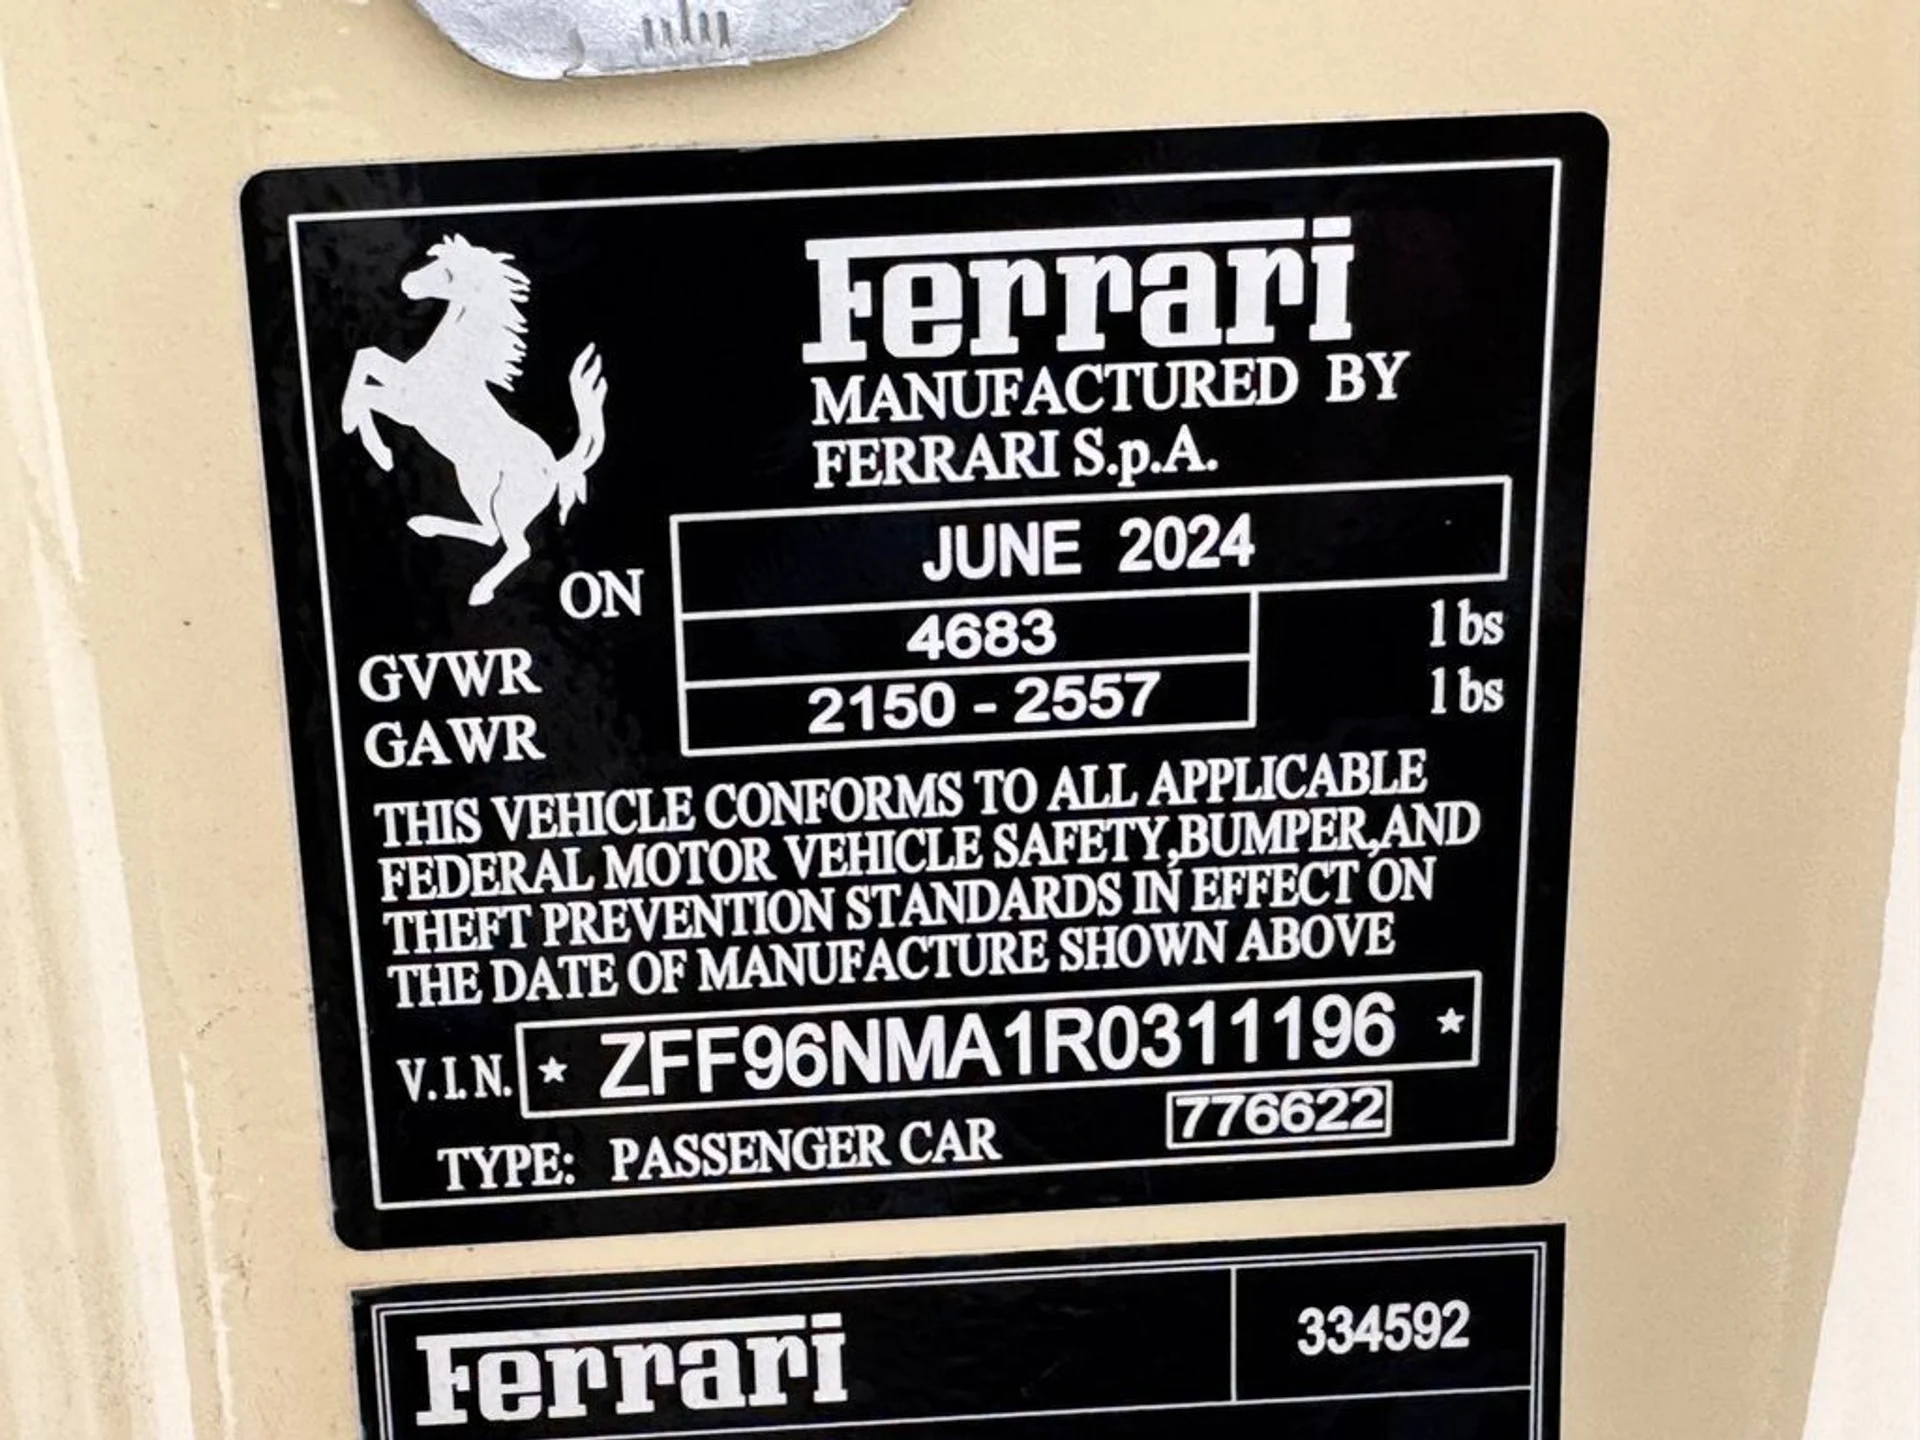 Ferrari
MANUFACTURED BY
FERRARI S.p.A.
ON JUNE 2024
GVWR 4683 lbs
GAWR 2150 - 2557 lbs
THIS VEHICLE CONFORMS TO ALL APPLICABLE
FEDERAL MOTOR VEHICLE SAFETY,BUMPER,AND
THEFT PREVENTION STANDARDS IN EFFECT ON
THE DATE OF MANUFACTURE SHOWN ABOVE
V.I.N. ★ ZFF96NMA1R0311196 ★
776622
TYPE: PASSENGER CAR
Ferrari 334592